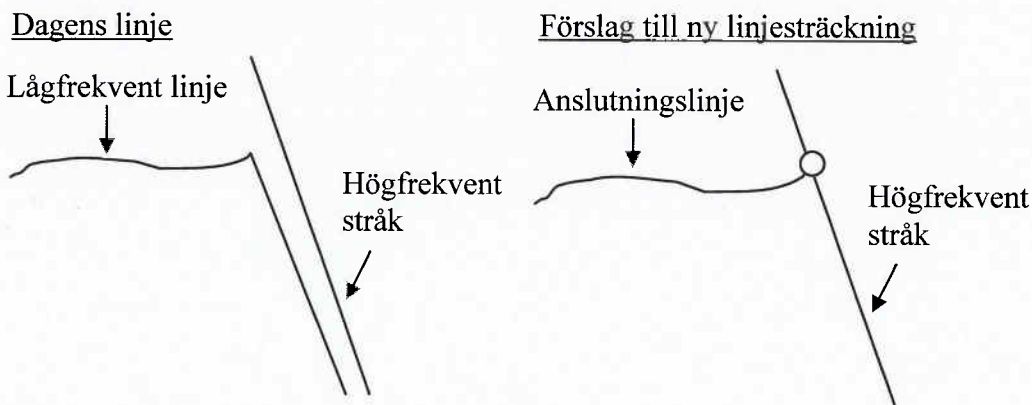 Dagens linje
Lågfrekvent linje
Högfrekvent
stråk
Förslag till ny linjesträckning
Anslutningslinje
Högfrekvent
stråk